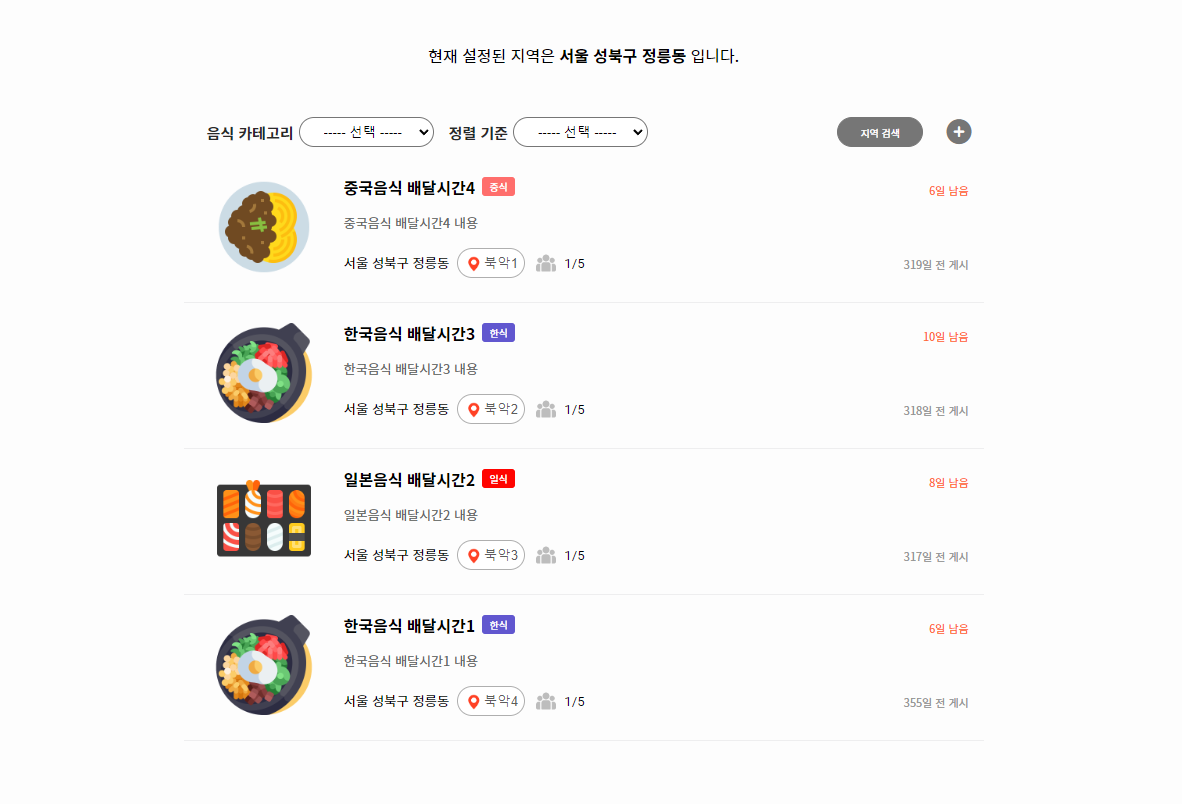 현재 설정된 지역은 서울 성북구 정릉동 입니다.
음식 카테고리 ----- 선택 ----- 정렬 기준 ----- 선택 ----- 지역 검색
중국음식 배달시간4 중식 6일 남음
중국음식 배달시간4 내용
서울 성북구 정릉동 북악1 1/5 319일 전 게시
한국음식 배달시간3 한식 10일 남음
한국음식 배달시간3 내용
서울 성북구 정릉동 북악2 1/5 318일 전 게시
일본음식 배달시간2 일식 8일 남음
일본음식 배달시간2 내용
서울 성북구 정릉동 북악3 1/5 317일 전 게시
한국음식 배달시간1 한식 6일 남음
한국음식 배달시간1 내용
서울 성북구 정릉동 북악4 1/5 355일 전 게시